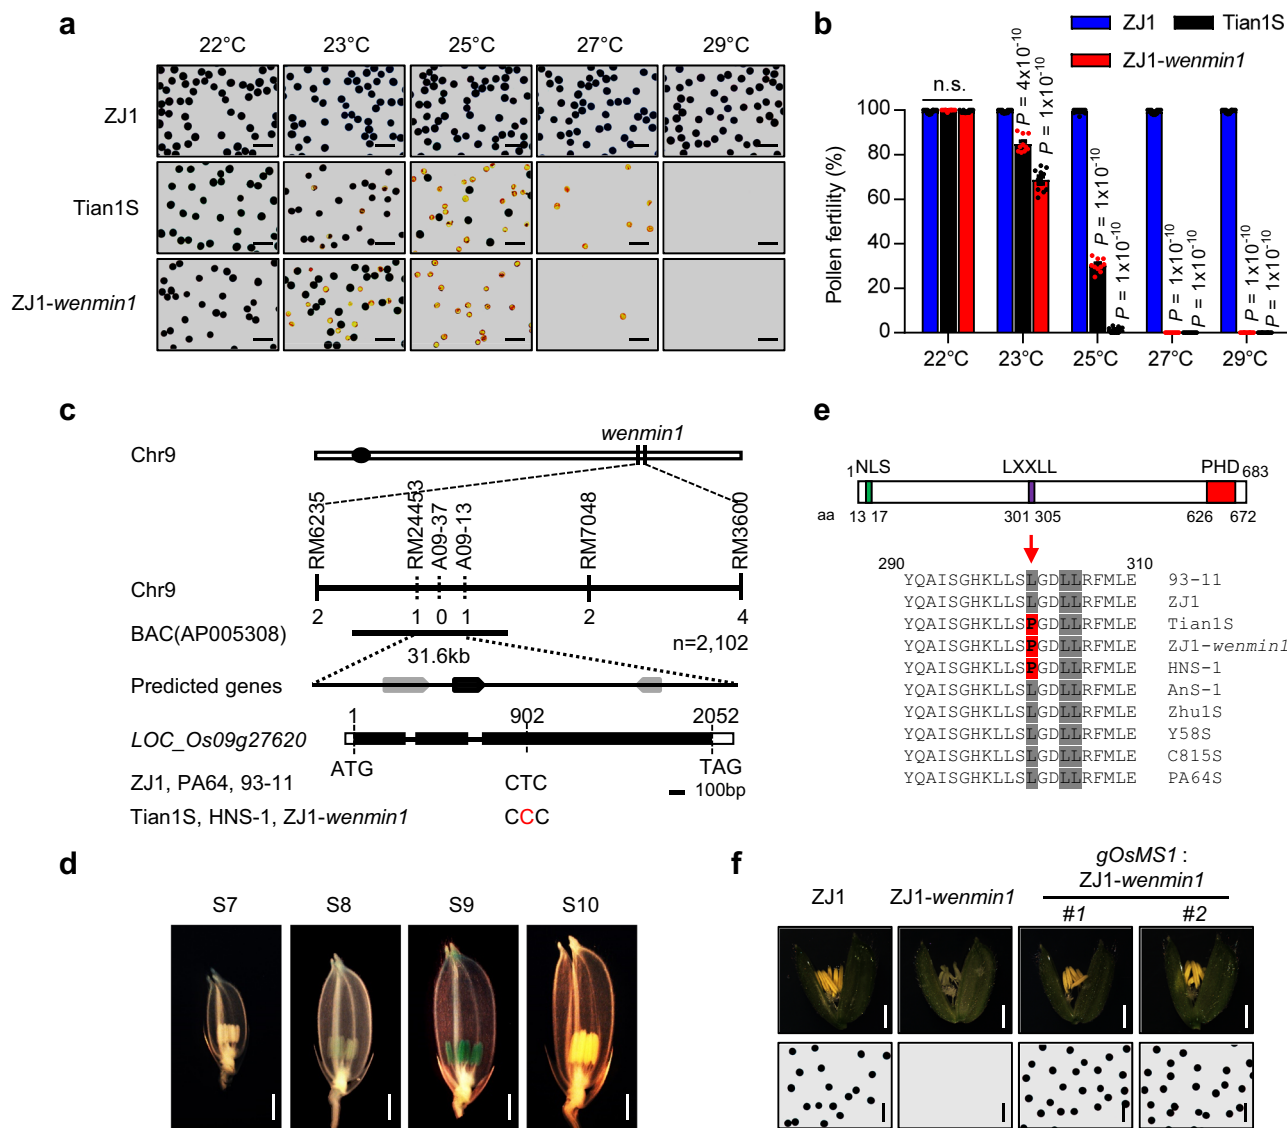 a
22°C 23°C 25°C 27°C 29°C
ZJ1
Tian1S
ZJ1-wenmin1
b
ZJ1 Tian1S
ZJ1-wenmin1
Pollen fertility (%)
100
80
60
40
20
0
n.s.
P = 4x10-10
P = 1x10-10
P = 1x10-10
P = 1x10-10
P = 1x10-10
P = 1x10-10
P = 1x10-10
P = 1x10-10
22°C 23°C 25°C 27°C 29°C
c
wenmin1
Chr9
RM6235 RM24453 A09-37 A09-13 RM7048 RM3600
Chr9
2 1 0 1 2 4
BAC(AP005308)
n=2,102
31.6kb
Predicted genes
1 902 2052
LOC_Os09g27620
ATG TAG
ZJ1, PA64, 93-11 CTC
100bp
Tian1S, HNS-1, ZJ1-wenmin1 CCC
d
S7 S8 S9 S10
e
1 NLS LXXLL PHD 683
aa 13 17 301 305 626 672
290 310
YQAISGHKLLSLGDLLRFMLE 93-11
YQAISGHKLLSLGDLLRFMLE ZJ1
YQAISGHKLLSPGDLLRFMLE Tian1S
YQAISGHKLLSPGDLLRFMLE ZJ1-wenmin1
YQAISGHKLLSPGDLLRFMLE HNS-1
YQAISGHKLLSLGDLLRFMLE AnS-1
YQAISGHKLLSLGDLLRFMLE Zhu1S
YQAISGHKLLSLGDLLRFMLE Y58S
YQAISGHKLLSLGDLLRFMLE C815S
YQAISGHKLLSLGDLLRFMLE PA64S
f
gOsMS1 :
ZJ1 ZJ1-wenmin1 ZJ1-wenmin1
#1 #2